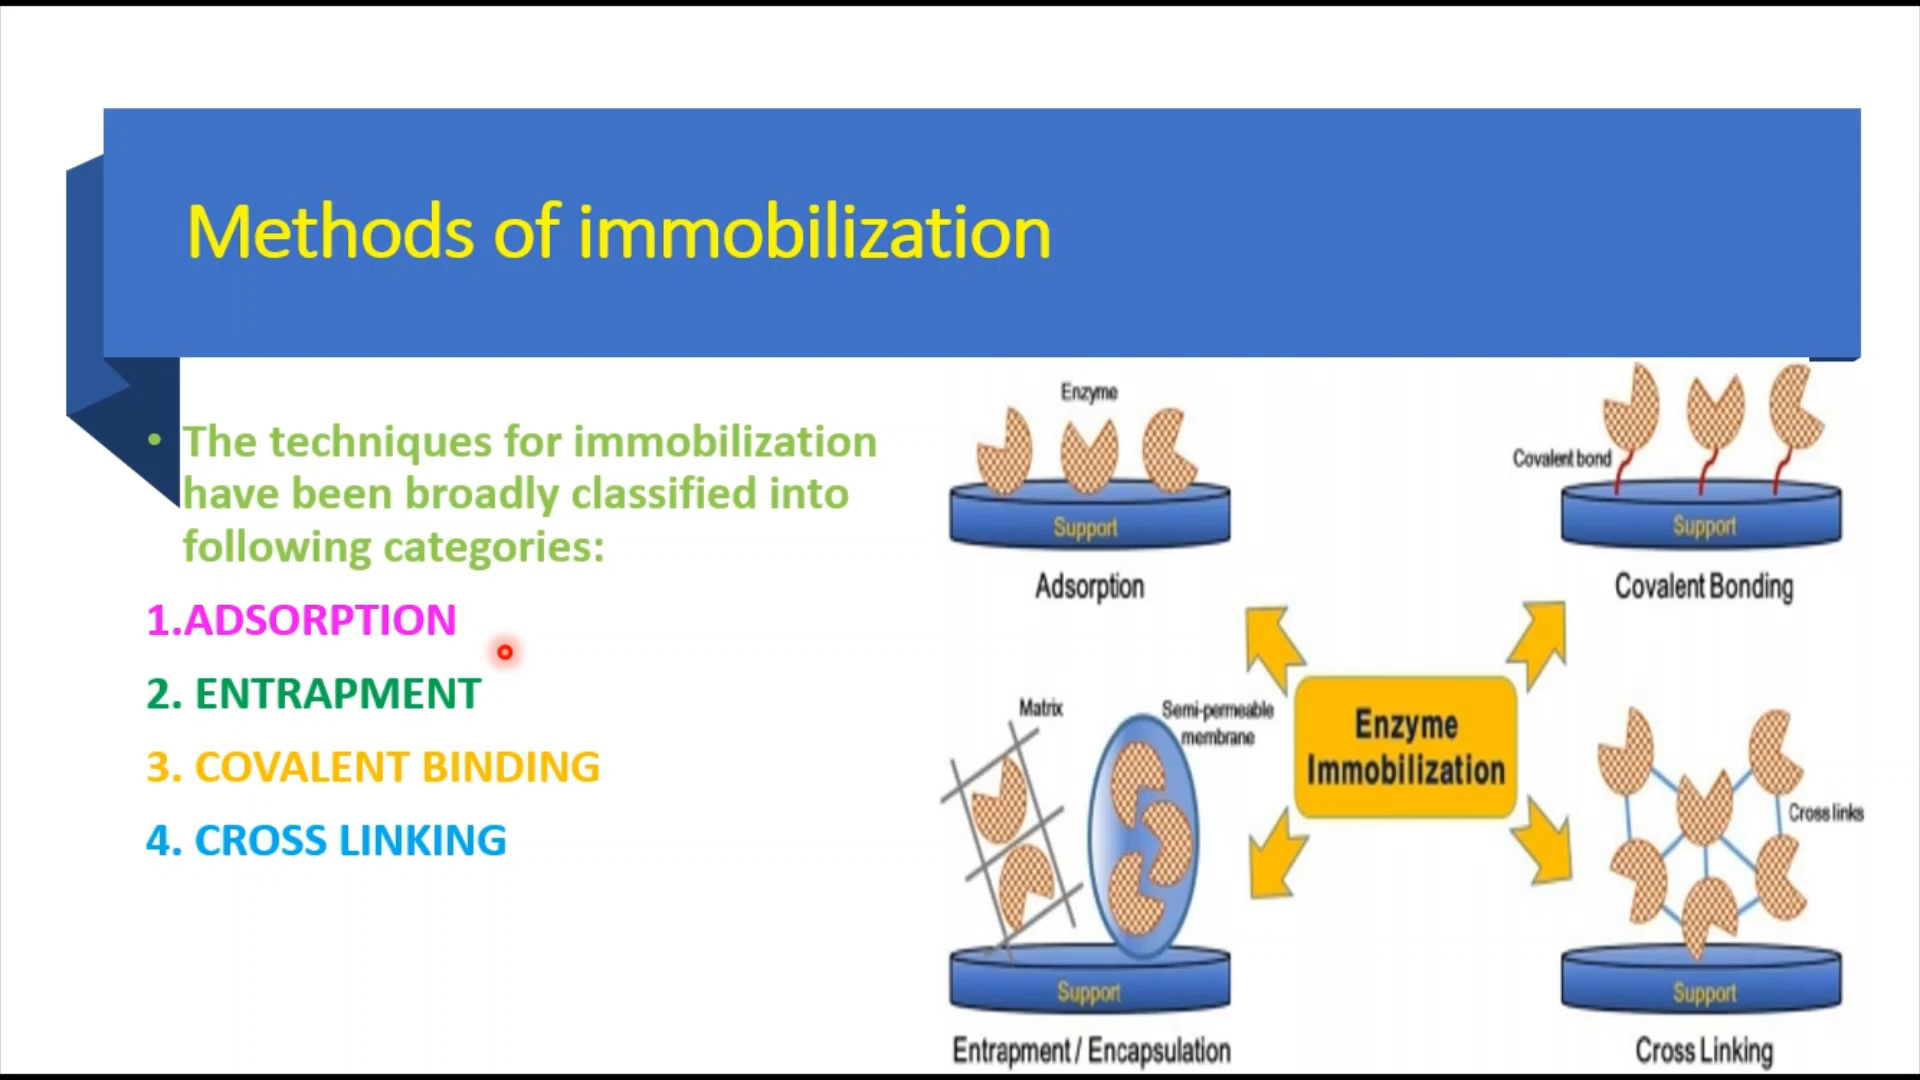 Methods of immobilization
• The techniques for immobilization
have been broadly classified into
following categories:
1.ADSORPTION
2. ENTRAPMENT
3. COVALENT BINDING
4. CROSS LINKING
Enzyme
Support
Adsorption
Covalent bond
Support
Covalent Bonding
Enzyme
Immobilization
Matrix
Semi-permeable
membrane
Support
Entrapment / Encapsulation
Cross links
Support
Cross Linking